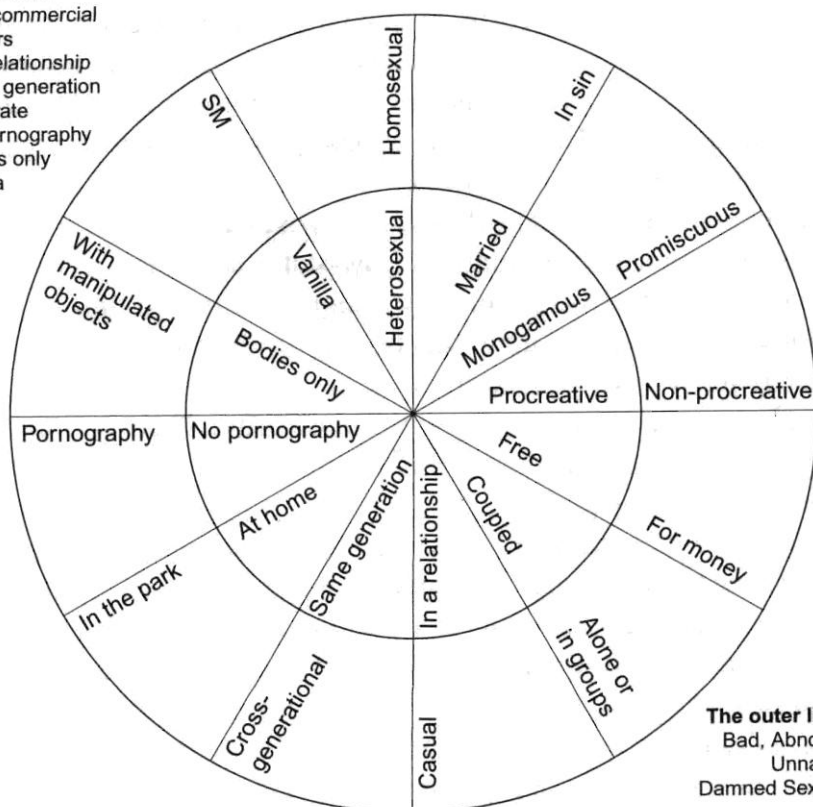 commercial
rs
elationship
generation
ate
rnography
s only
a
SM
Homosexual
In sin
With
manipulated
objects
Vanilla
Heterosexual
Married
Promiscuous
Bodies only
Monogamous
Procreative
Non-procreative
Pornography
No pornography
Free
At home
Same generation
In a relationship
Coupled
For money
In the park
Cross-
generational
Casual
Alone or
in groups
The outer li
Bad, Abno
Unna
Damned Sex